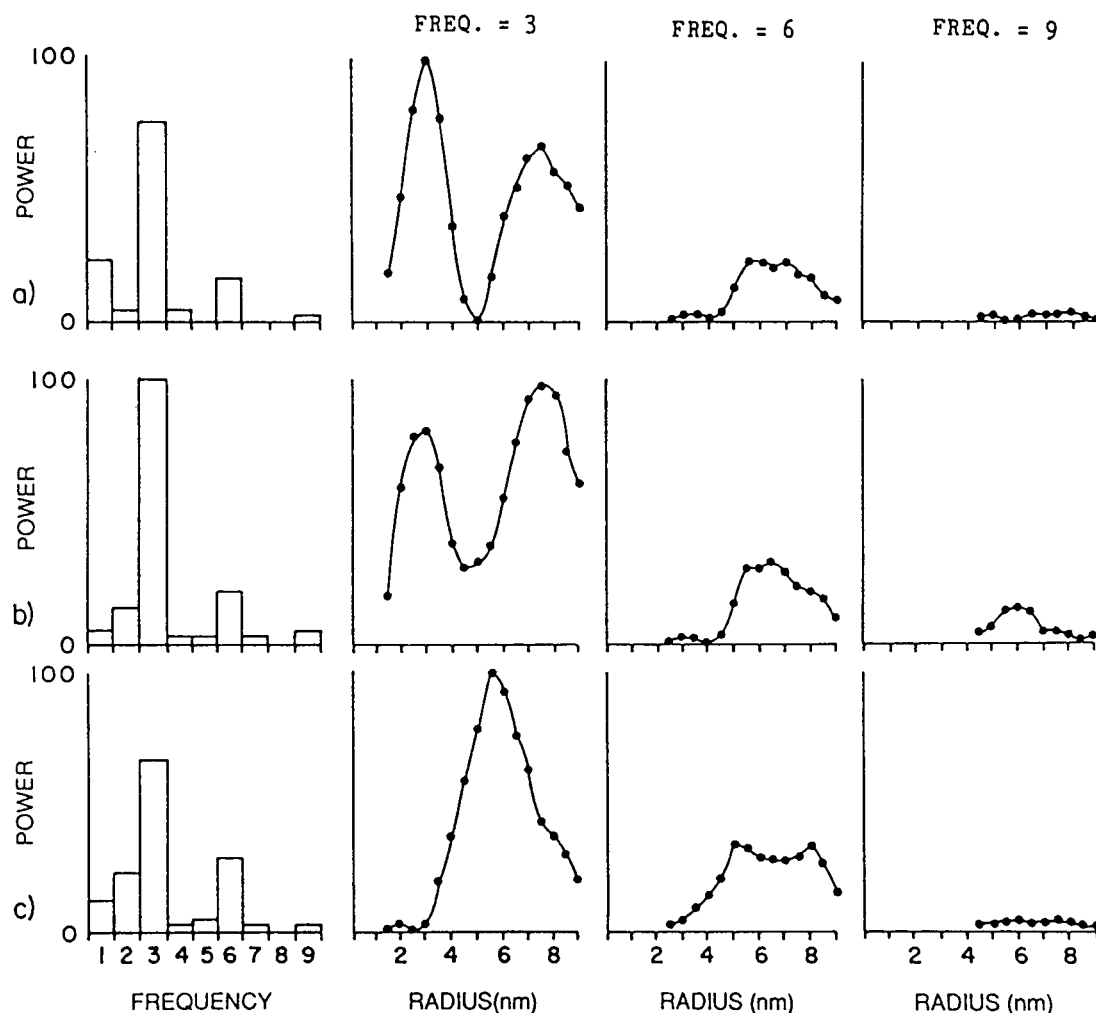 FREQ. = 3 FREQ. = 6 FREQ. = 9
100
POWER
a)
0
100
POWER
b)
0
100
POWER
c)
0
1 2 3 4 5 6 7 8 9 2 4 6 8 2 4 6 8 2 4 6 8
FREQUENCY RADIUS(nm) RADIUS (nm) RADIUS (nm)